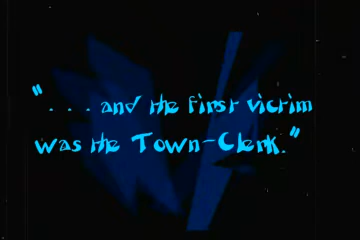 ". . . and the first victim
was the Town-Clerk."